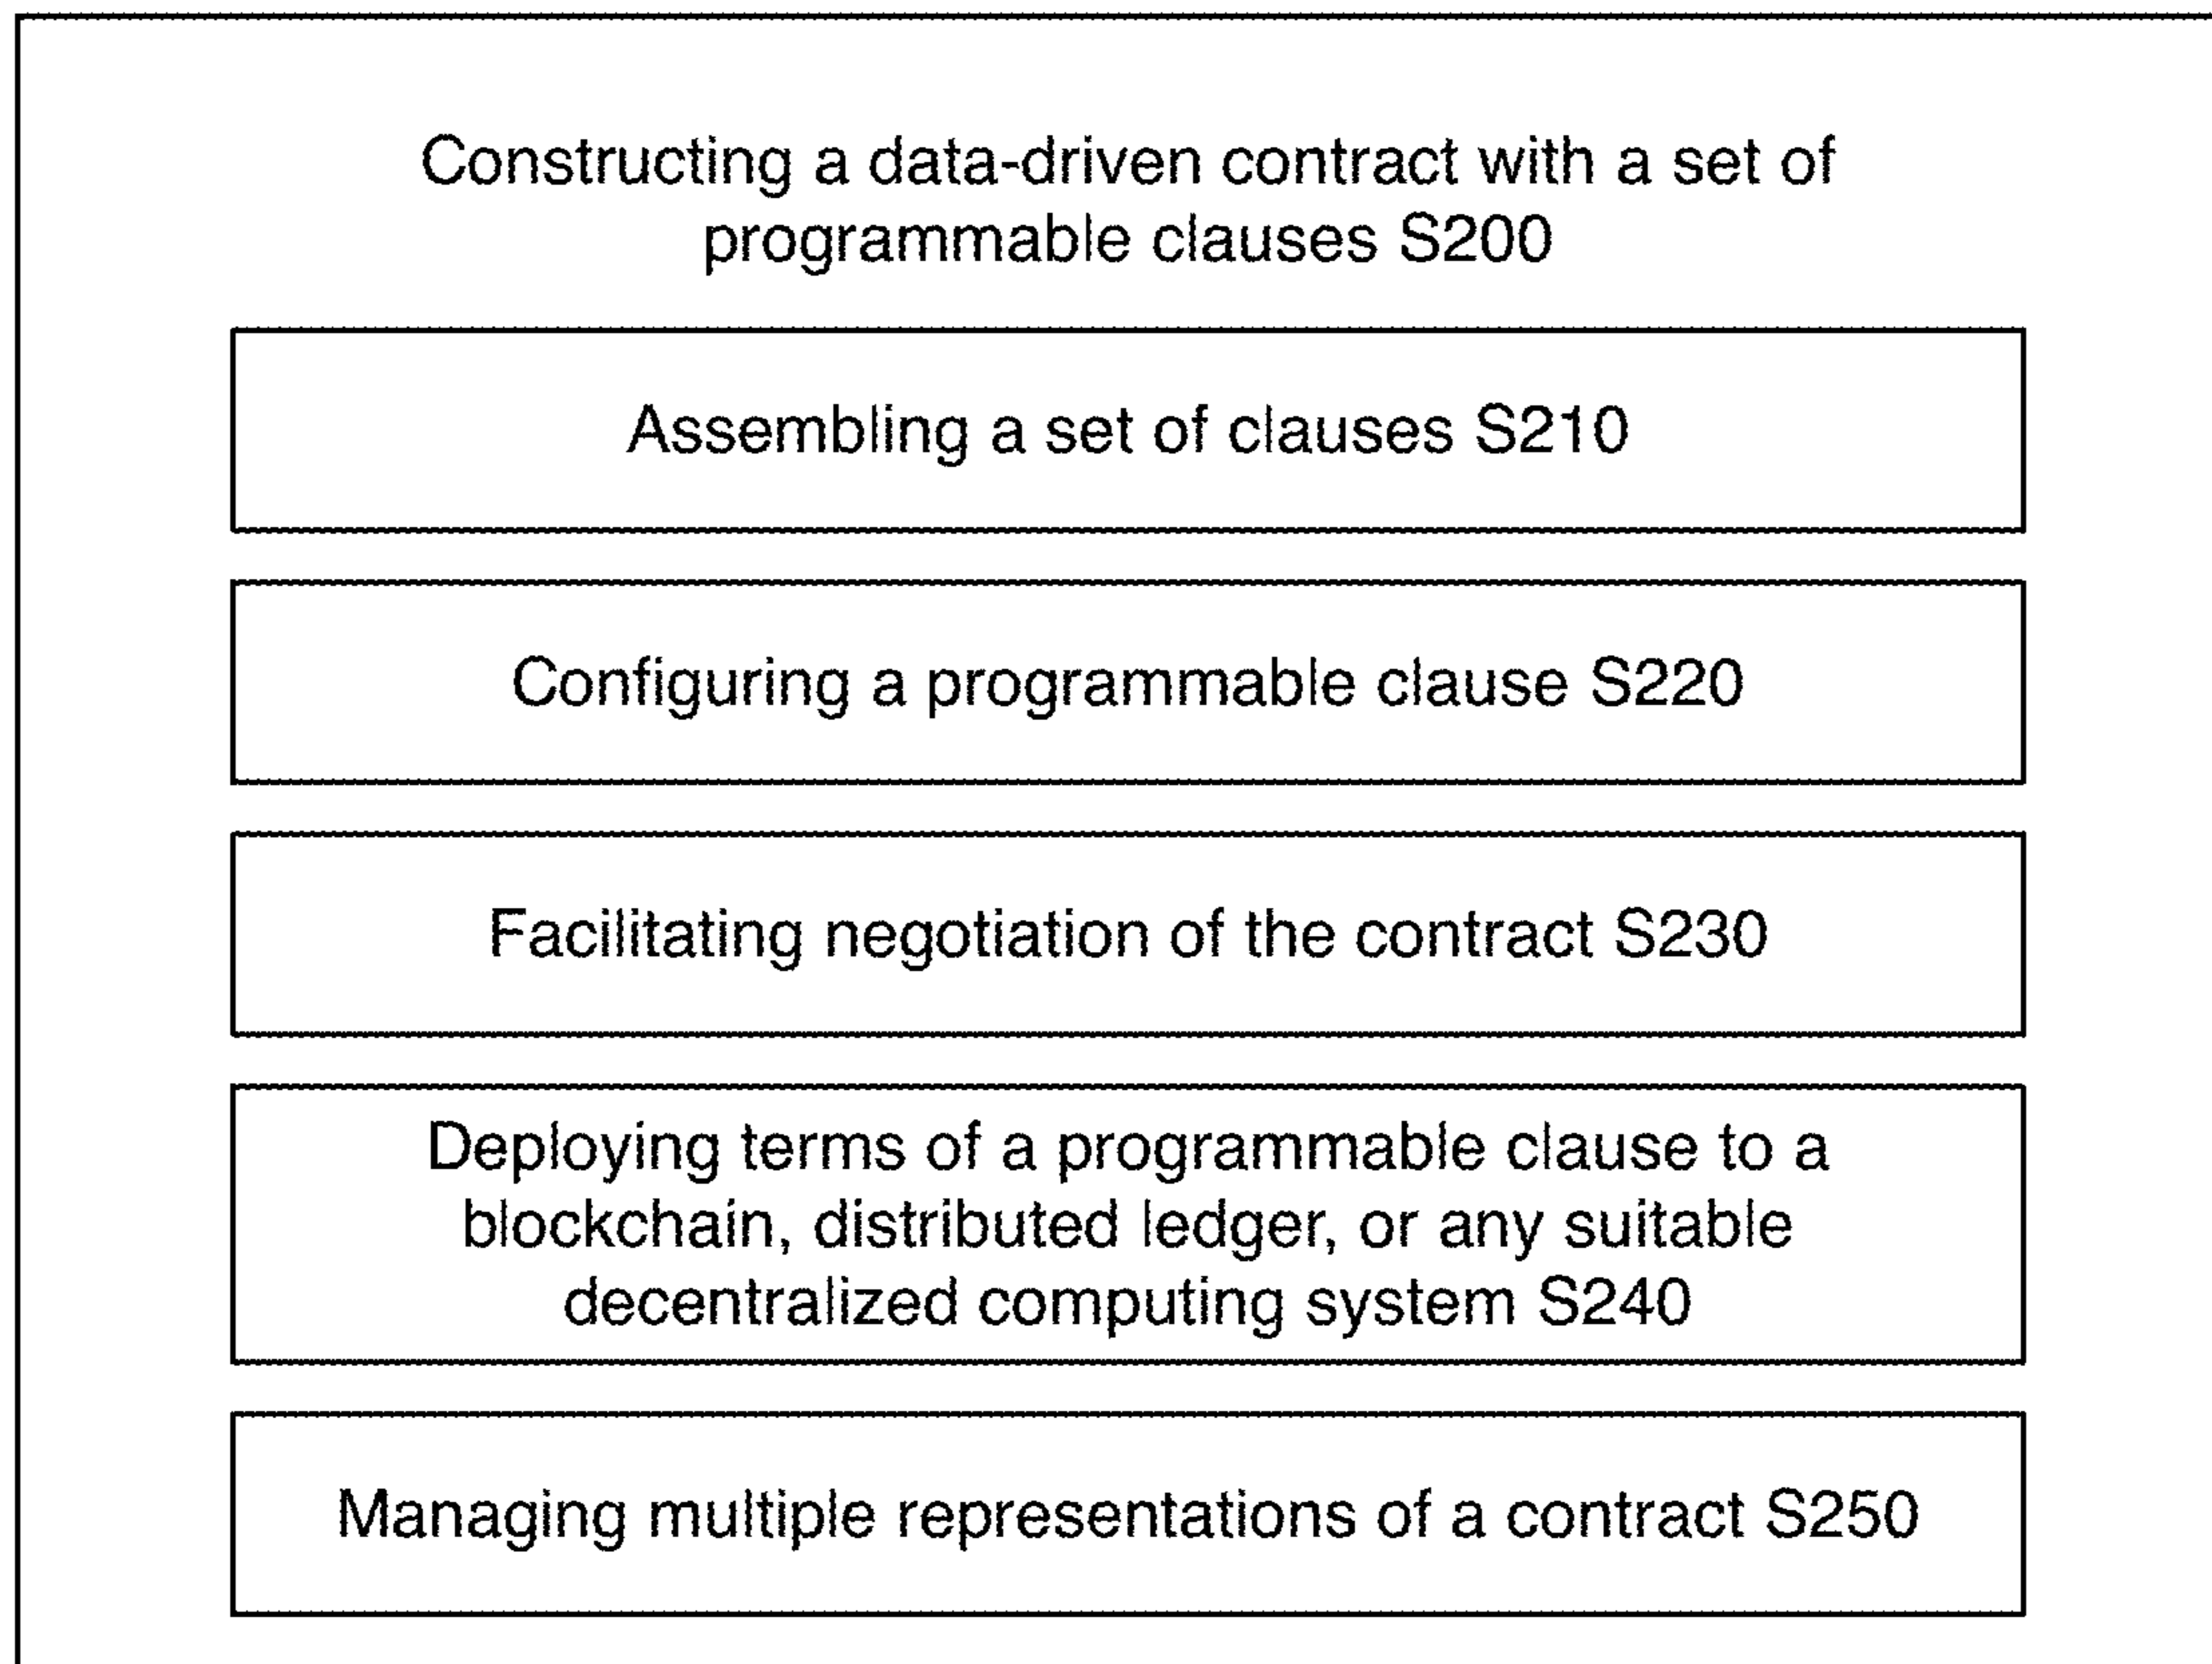 Constructing a data-driven contract with a set of
programmable clauses S200
Assembling a set of clauses S210
Configuring a programmable clause S220
Facilitating negotiation of the contract S230
Deploying terms of a programmable clause to a
blockchain, distributed ledger, or any suitable
decentralized computing system S240
Managing multiple representations of a contract S250